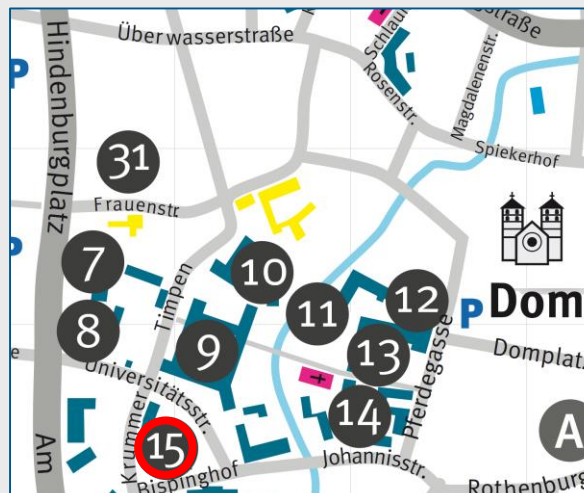 Überwasserstraße
Schlaun
Rosenstr.
Magdalenenstr.
straße
Spiekerhof
Hindenburgplatz
P
31
Frauenstr.
P
7
8
Timpen
10
11
12
P Dom
9
13
Domplatz
Pferdegasse
Universitätsstr.
14
A
15
Krummer
Am
Bispinghof
Johannisstr.
Rothenburg